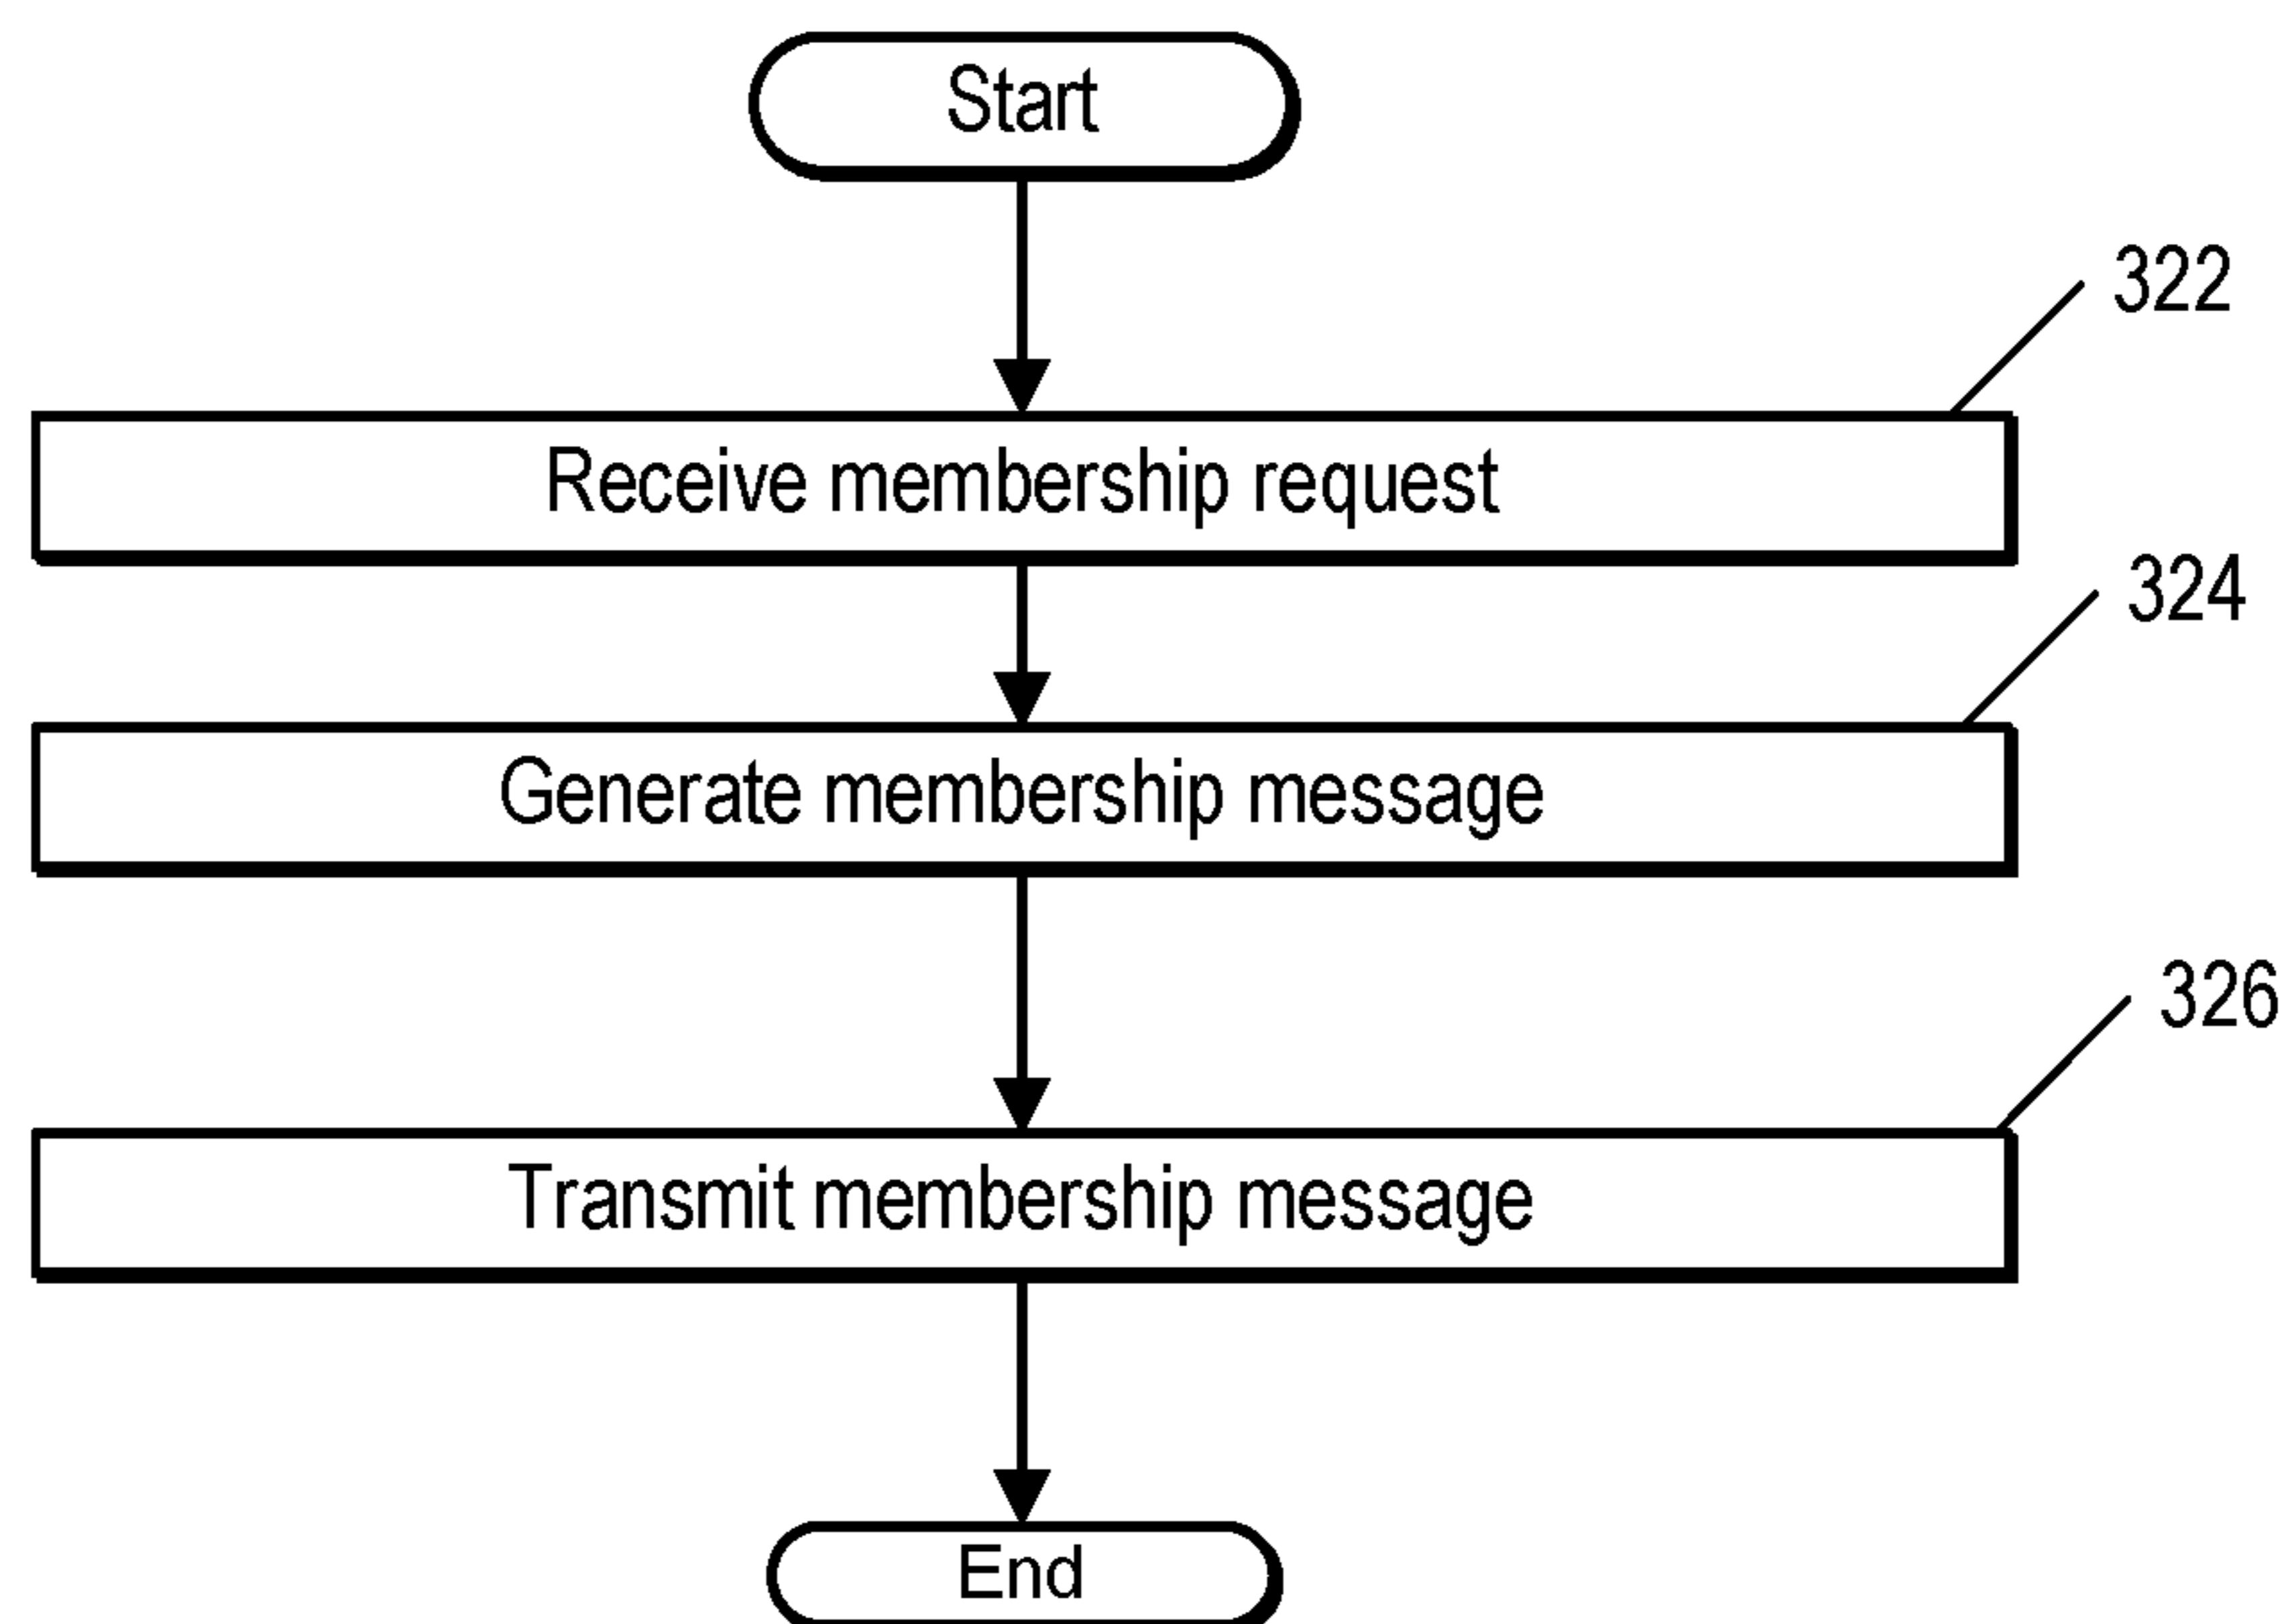 Start
322
Receive membership request
324
Generate membership message
326
Transmit membership message
End